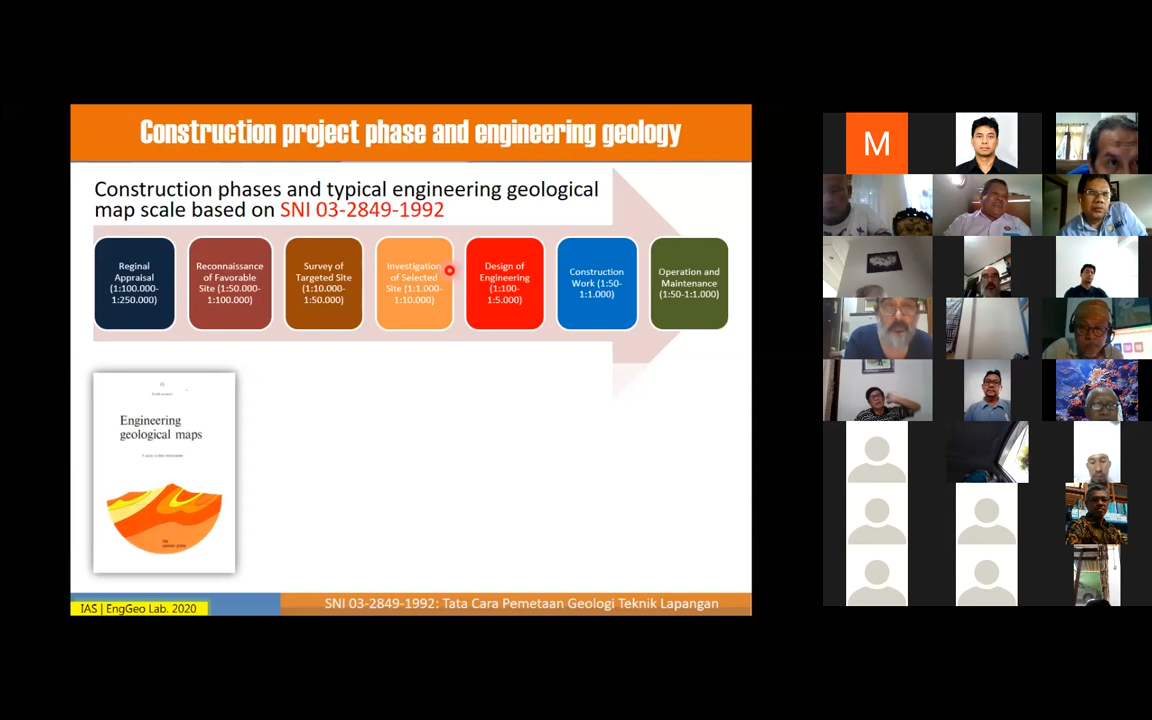 Construction project phase and engineering geology
Construction phases and typical engineering geological
map scale based on SNI 03-2849-1992
Reginal
Appraisal
(1:100.000-
1:250.000)
Reconnaissance
of Favorable
Site (1:50.000-
1:100.000)
Survey of
Targeted Site
(1:10.000-
1:50.000)
Investigation
of Selected
Site (1:1.000-
1:10.000)
Design of
Engineering
(1:100-
1:5.000)
Construction
Work (1:50-
1:1.000)
Operation and
Maintenance
(1:50-1:1.000)
Engineering
geological maps
IAS | EngGeo Lab. 2020
SNI 03-2849-1992: Tata Cara Pemetaan Geologi Teknik Lapangan
M